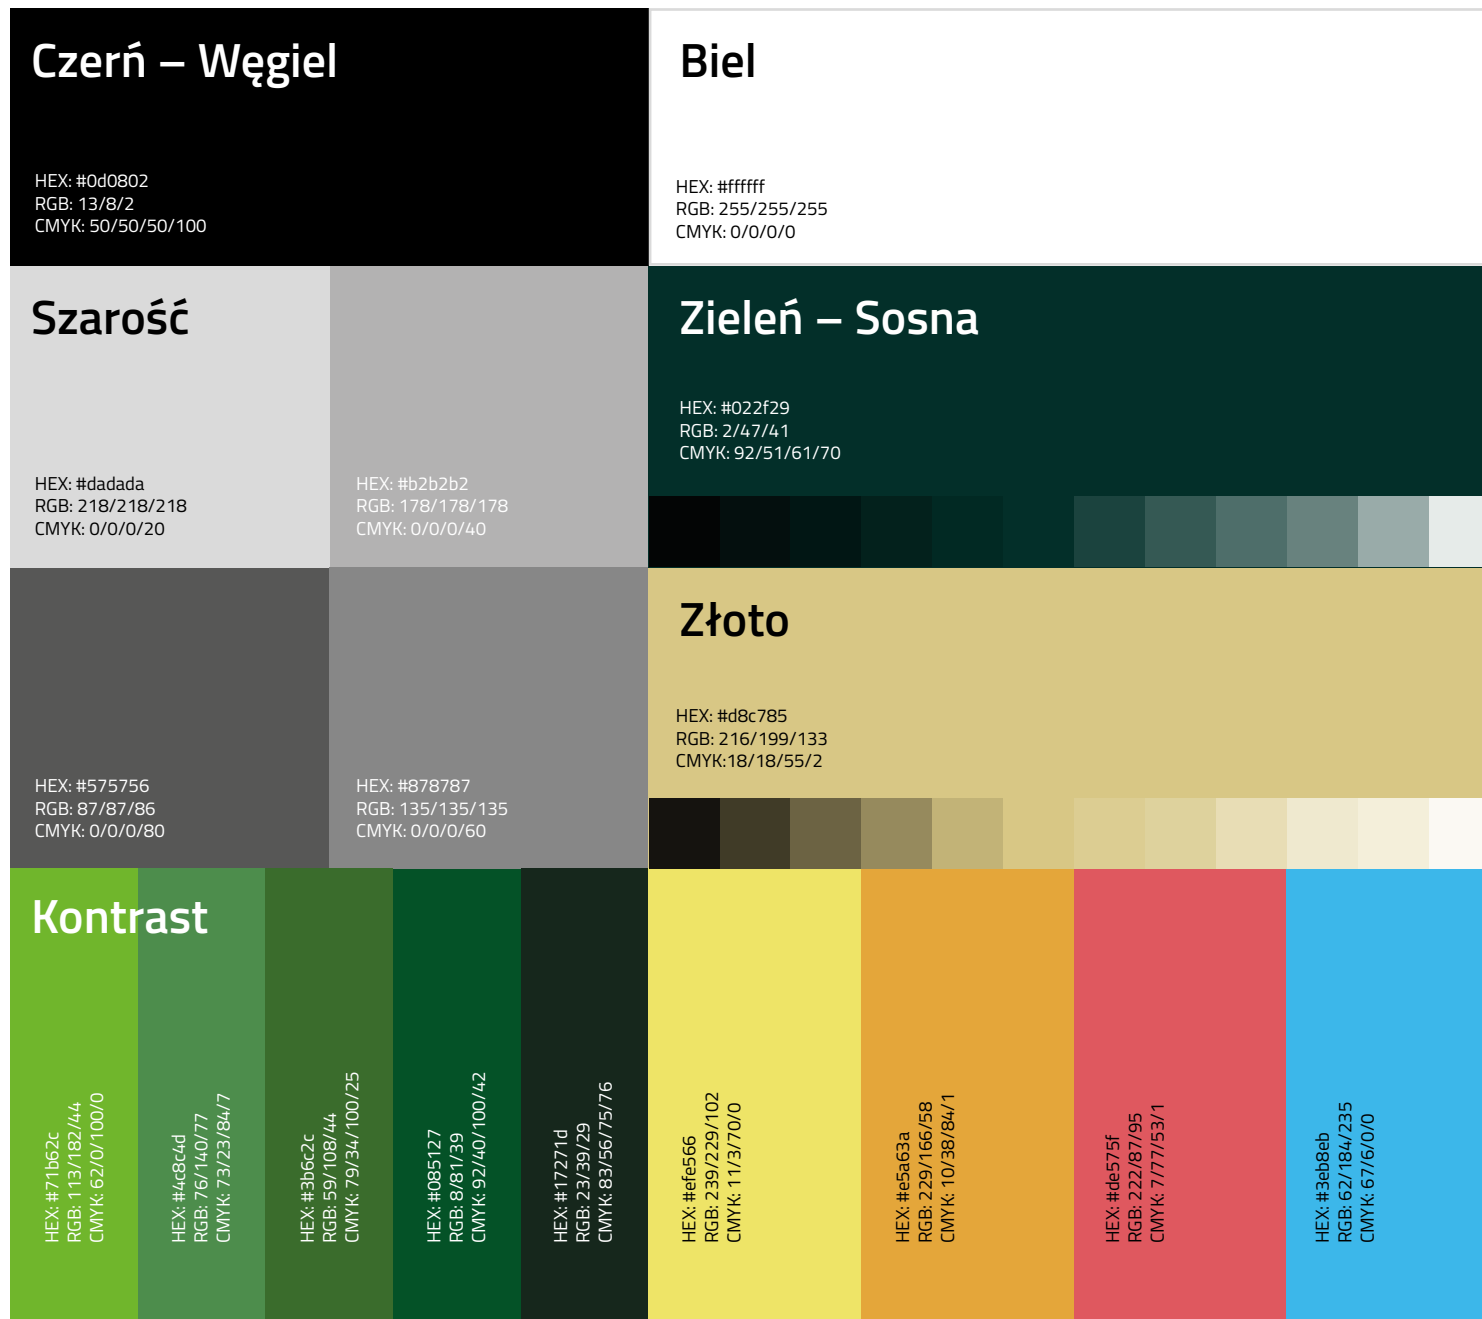 Czerń – Węgiel
HEX: #0d0802
RGB: 13/8/2
CMYK: 50/50/50/100
Biel
HEX: #ffffff
RGB: 255/255/255
CMYK: 0/0/0/0
Szarość
HEX: #dadada
RGB: 218/218/218
CMYK: 0/0/0/20
HEX: #b2b2b2
RGB: 178/178/178
CMYK: 0/0/0/40
Zieleń – Sosna
HEX: #022f29
RGB: 2/47/41
CMYK: 92/51/61/70
HEX: #575756
RGB: 87/87/86
CMYK: 0/0/0/80
HEX: #878787
RGB: 135/135/135
CMYK: 0/0/0/60
Złoto
HEX: #d8c785
RGB: 216/199/133
CMYK:18/18/55/2
Kontrast
HEX: #71b62c
RGB: 113/182/44
CMYK: 62/0/100/0
HEX: #4c8c4d
RGB: 76/140/77
CMYK: 73/23/84/7
HEX: #3b6c2c
RGB: 59/108/44
CMYK: 79/34/100/25
HEX: #085127
RGB: 8/81/39
CMYK: 92/40/100/42
HEX: #17271d
RGB: 23/39/29
CMYK: 83/56/75/76
HEX: #efe566
RGB: 239/229/102
CMYK: 11/3/70/0
HEX: #e5a63a
RGB: 229/166/58
CMYK: 10/38/84/1
HEX: #de575f
RGB: 222/87/95
CMYK: 7/77/53/1
HEX: #3eb8eb
RGB: 62/184/235
CMYK: 67/6/0/0